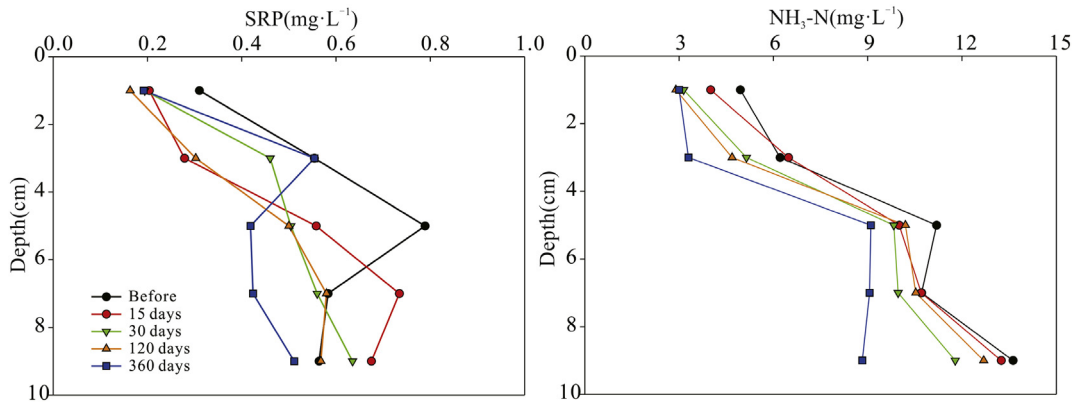 SRP(mg·L⁻¹)
0.0 0.2 0.4 0.6 0.8 1.0
0
2
4
6
8
10
Depth(cm)
Before
15 days
30 days
120 days
360 days
NH₃-N(mg·L⁻¹)
0 3 6 9 12 15
0
2
4
6
8
10
Depth(cm)